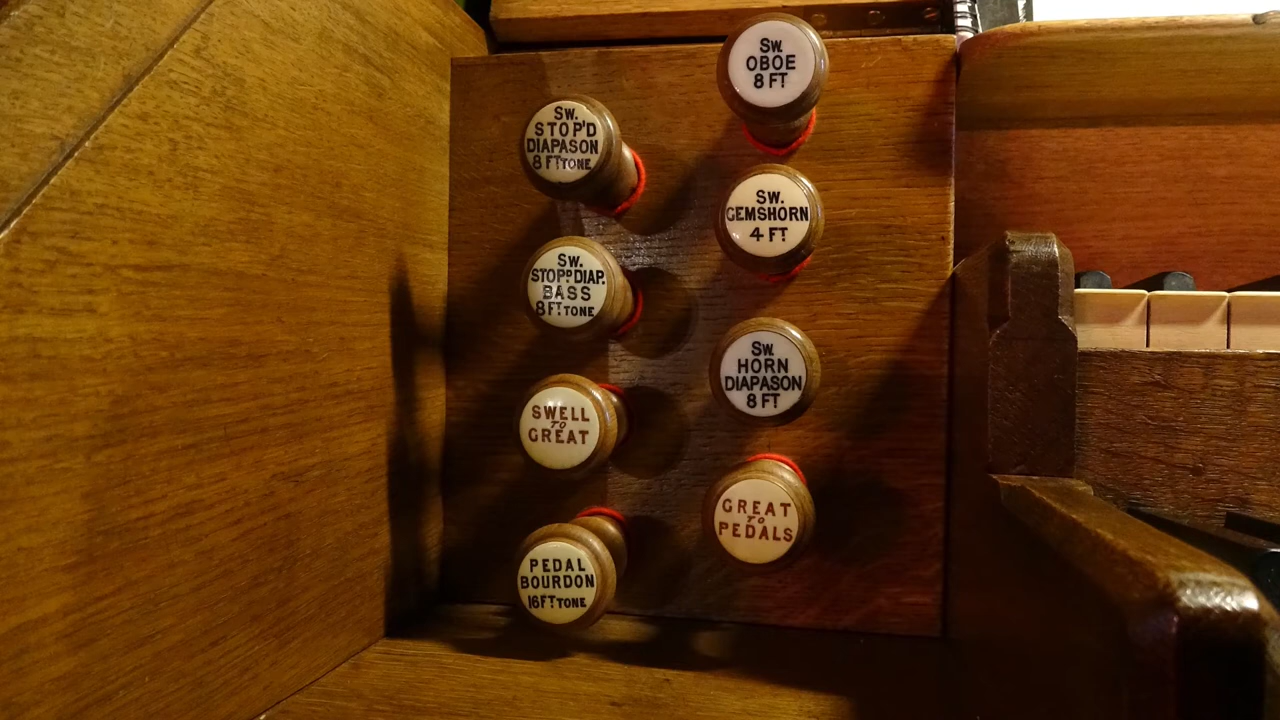 Sw.
OBOE
8 FT
Sw.
STOP'D
DIAPASON
8 FT TONE
SW.
GEMSHORN
4 FT
Sw.
STOPD DIAP.
BASS
8 FT TONE
Sw.
HORN
DIAPASON
8 FT
SWELL
TO
GREAT
GREAT
TO
PEDALS
PEDAL
BOURDON
16 FT TONE